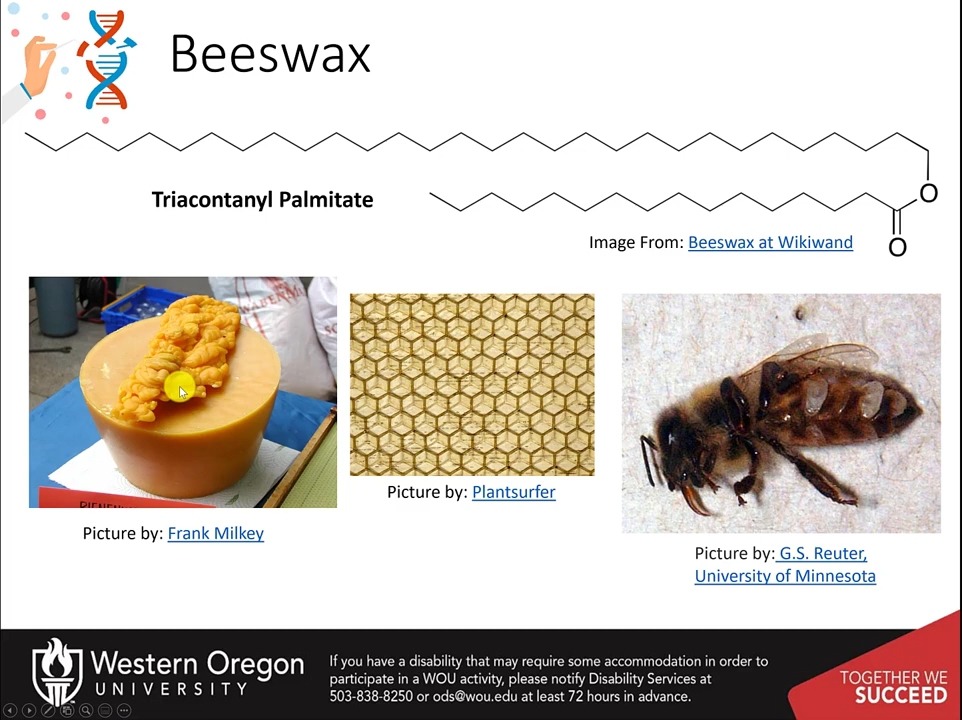 Beeswax
O
Triacontanyl Palmitate
O
Image From: Beeswax at Wikiwand
Picture by: Plantsurfer
Picture by: Frank Milkey
Picture by: G.S. Reuter,
University of Minnesota
Western Oregon
UNIVERSITY
If you have a disability that may require some accommodation in order to
participate in a WOU activity, please notify Disability Services at
503-838-8250 or ods@wou.edu at least 72 hours in advance.
TOGETHER WE
SUCCEED